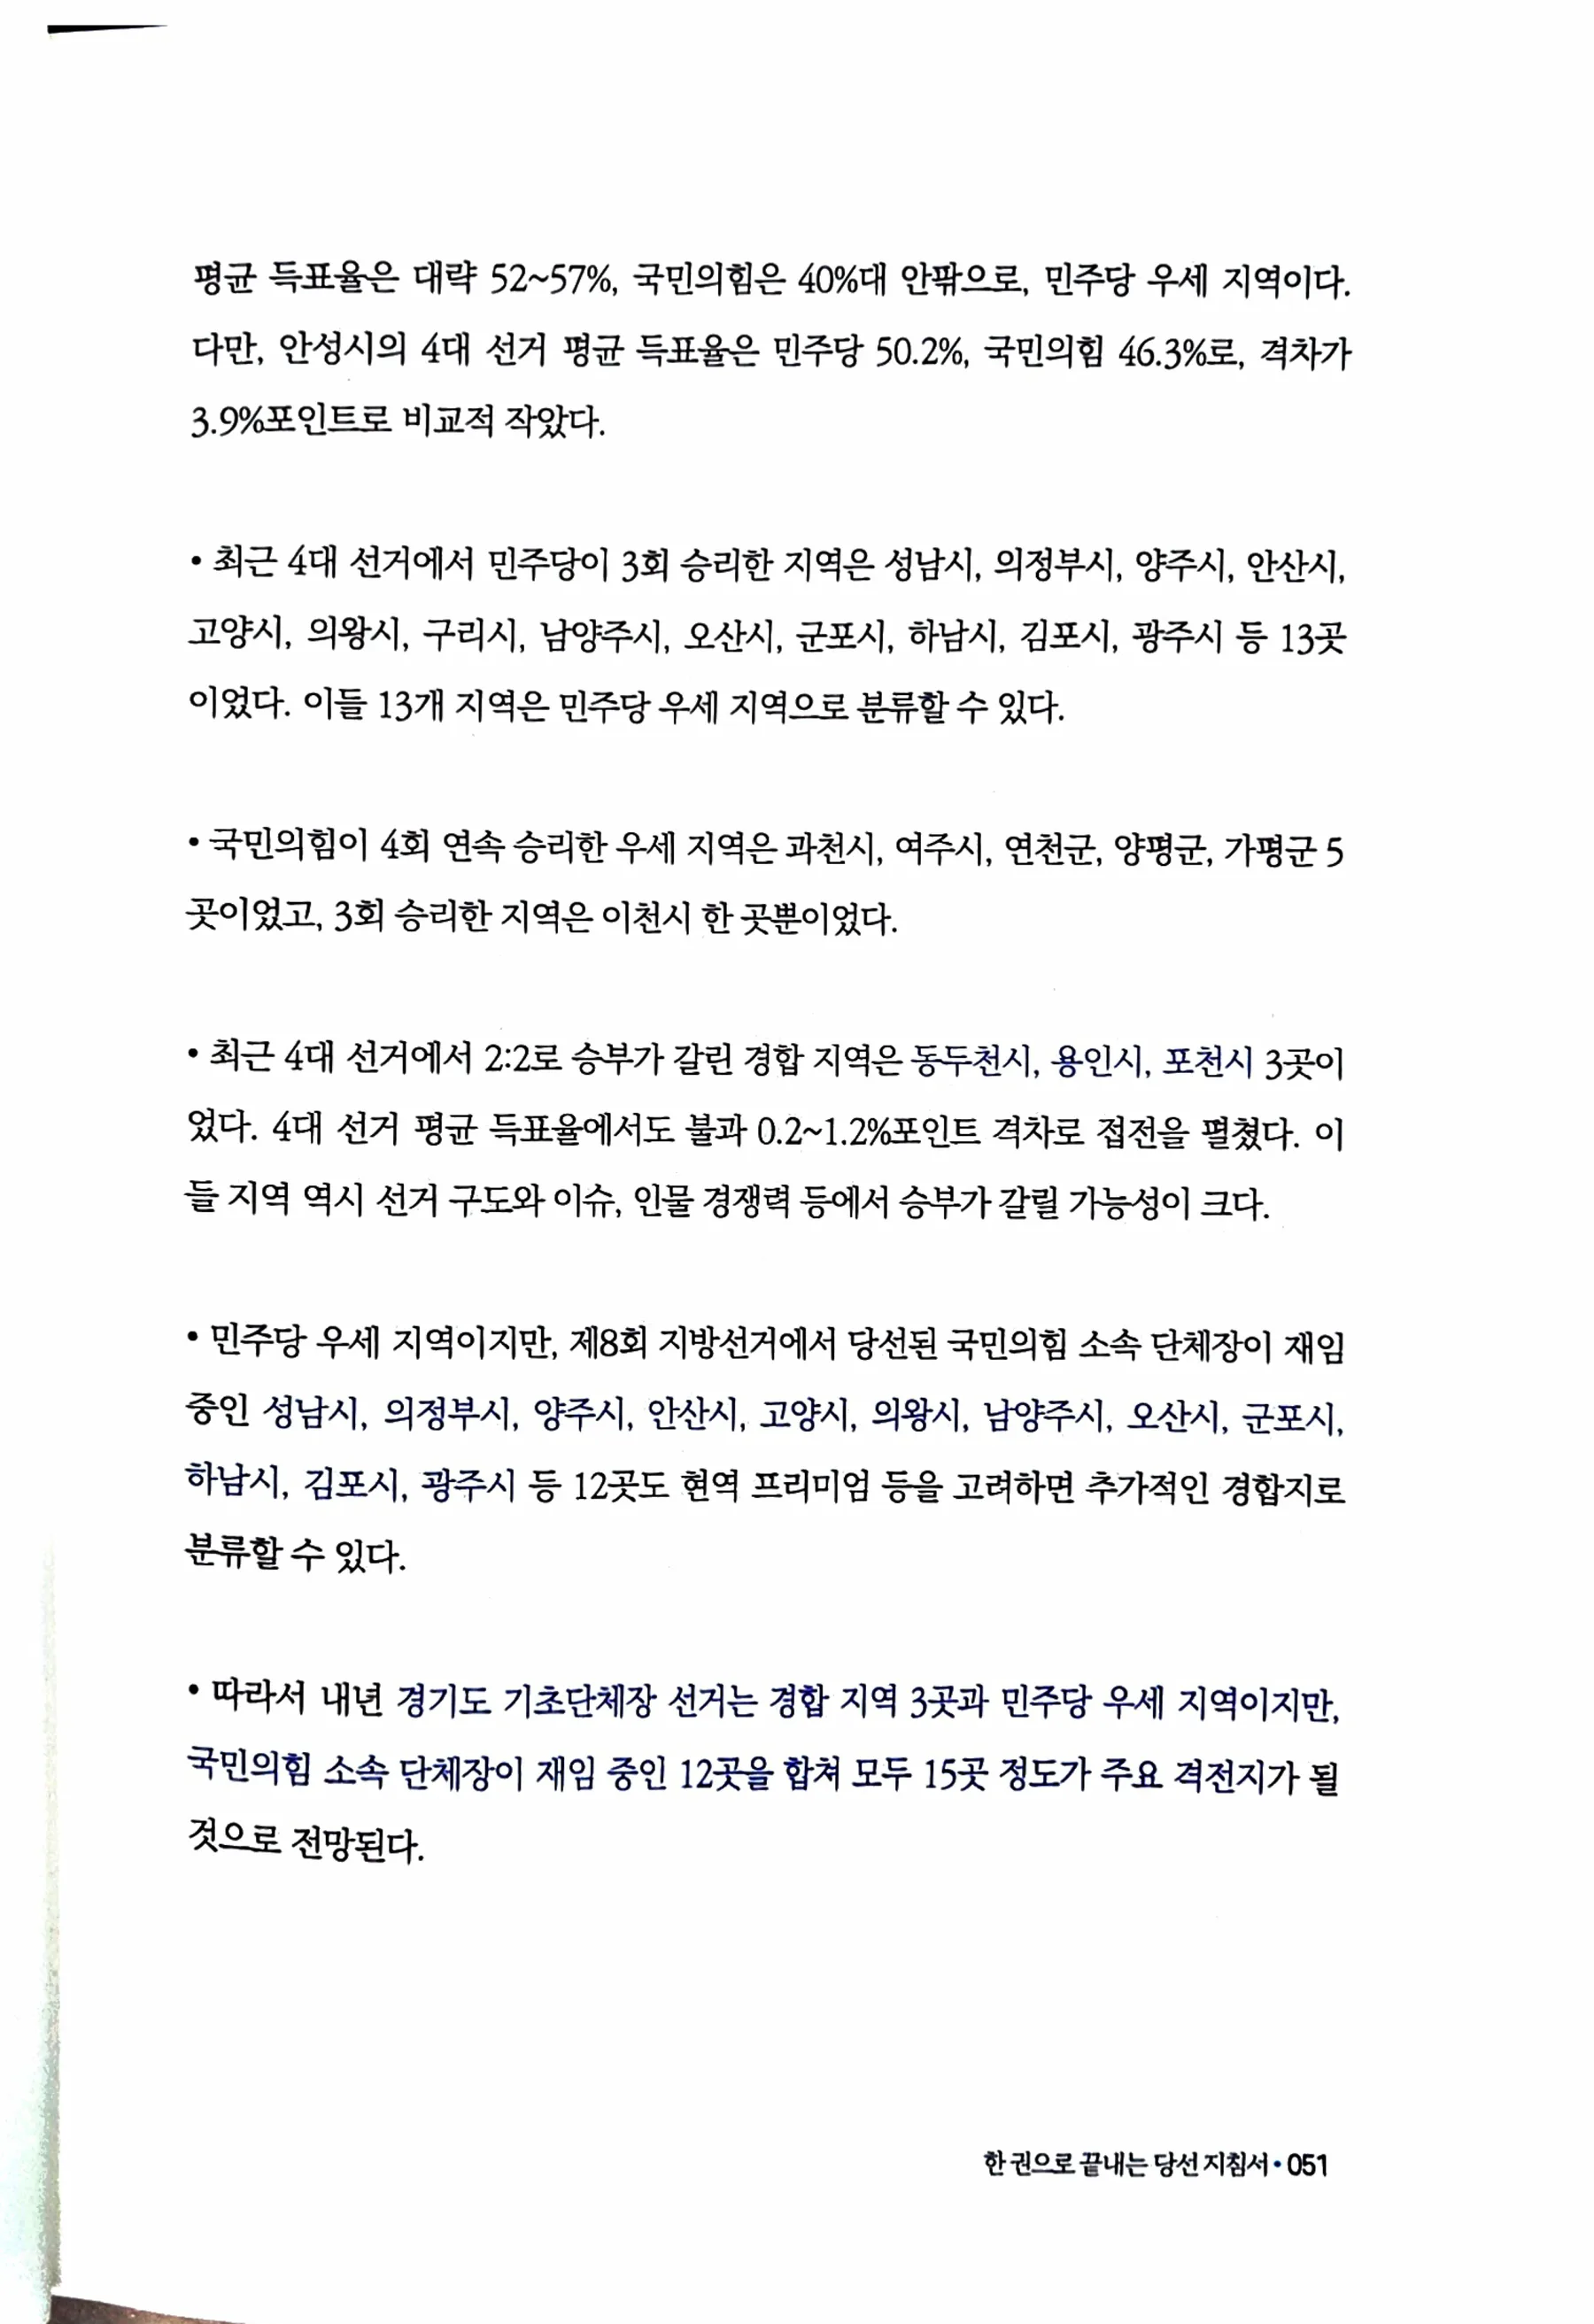 평균 득표율은 대략 52~57%, 국민의힘은 40%대 안팎으로, 민주당 우세 지역이다.
다만, 안성시의 4대 선거 평균 득표율은 민주당 50.2%, 국민의힘 46.3%로, 격차가
3.9%포인트로 비교적 작았다.
• 최근 4대 선거에서 민주당이 3회 승리한 지역은 성남시, 의정부시, 양주시, 안산시,
고양시, 의왕시, 구리시, 남양주시, 오산시, 군포시, 하남시, 김포시, 광주시 등 13곳
이었다. 이들 13개 지역은 민주당 우세 지역으로 분류할 수 있다.
• 국민의힘이 4회 연속 승리한 우세 지역은 과천시, 여주시, 연천군, 양평군, 가평군 5
곳이었고, 3회 승리한 지역은 이천시 한 곳뿐이었다.
• 최근 4대 선거에서 2:2로 승부가 갈린 경합 지역은 동두천시, 용인시, 포천시 3곳이
었다. 4대 선거 평균 득표율에서도 불과 0.2~1.2%포인트 격차로 접전을 펼쳤다. 이
들 지역 역시 선거 구도와 이슈, 인물 경쟁력 등에서 승부가 갈릴 가능성이 크다.
• 민주당 우세 지역이지만, 제8회 지방선거에서 당선된 국민의힘 소속 단체장이 재임
중인 성남시, 의정부시, 양주시, 안산시, 고양시, 의왕시, 남양주시, 오산시, 군포시,
하남시, 김포시, 광주시 등 12곳도 현역 프리미엄 등을 고려하면 추가적인 경합지로
분류할 수 있다.
• 따라서 내년 경기도 기초단체장 선거는 경합 지역 3곳과 민주당 우세 지역이지만,
국민의힘 소속 단체장이 재임 중인 12곳을 합쳐 모두 15곳 정도가 주요 격전지가 될
것으로 전망된다.
한 권으로 끝내는 당선 지침서 • 051